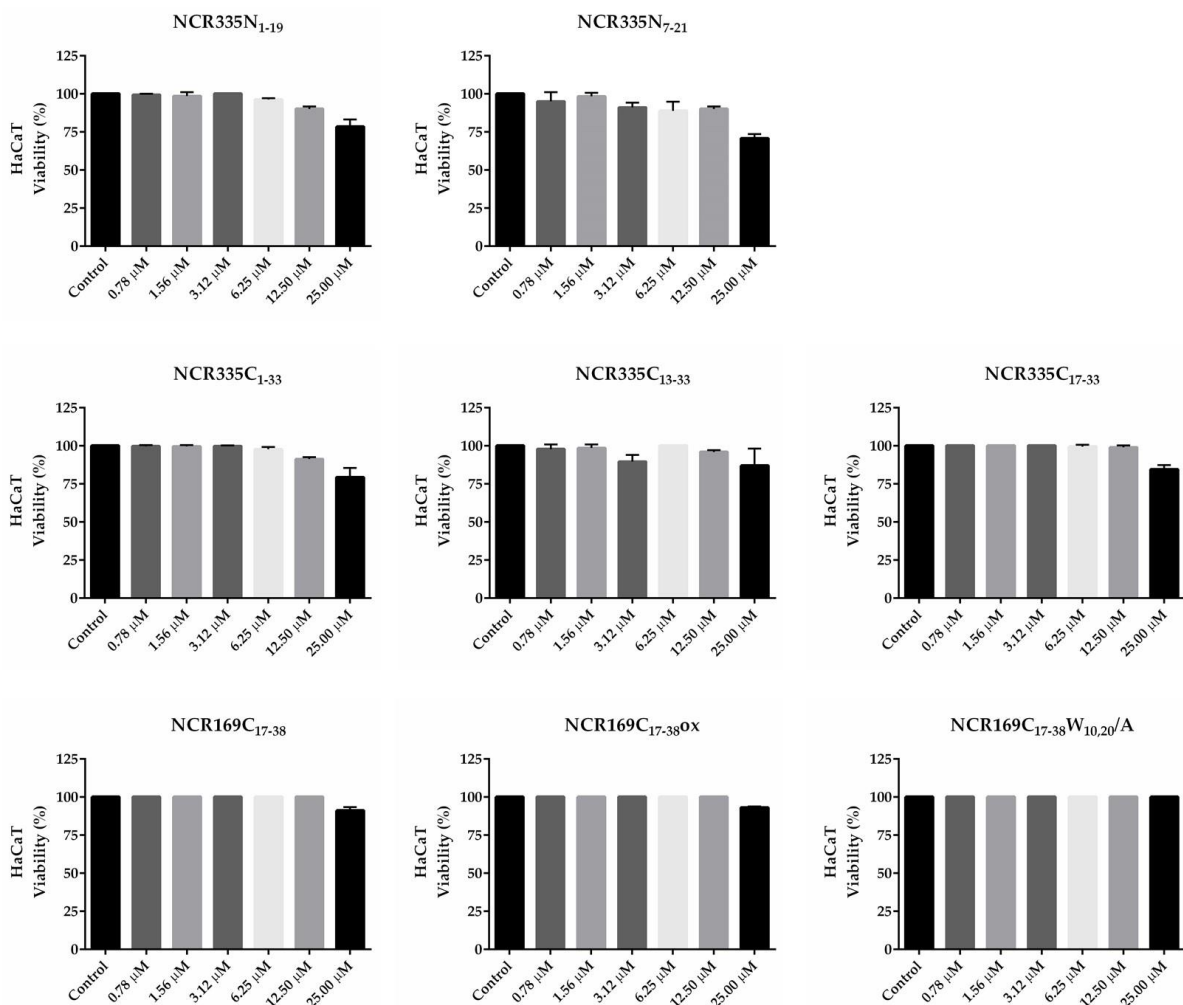 NCR335N1-19
HaCaT
Viability (%)
125
100
75
50
25
0
Control
0.78 µM
1.56 µM
3.12 µM
6.25 µM
12.50 µM
25.00 µM
NCR335N7-21
HaCaT
Viability (%)
125
100
75
50
25
0
Control
0.78 µM
1.56 µM
3.12 µM
6.25 µM
12.50 µM
25.00 µM
NCR335C1-33
HaCaT
Viability (%)
125
100
75
50
25
0
Control
0.78 µM
1.56 µM
3.12 µM
6.25 µM
12.50 µM
25.00 µM
NCR335C13-33
HaCaT
Viability (%)
125
100
75
50
25
0
Control
0.78 µM
1.56 µM
3.12 µM
6.25 µM
12.50 µM
25.00 µM
NCR335C17-33
HaCaT
Viability (%)
125
100
75
50
25
0
Control
0.78 µM
1.56 µM
3.12 µM
6.25 µM
12.50 µM
25.00 µM
NCR169C17-38
HaCaT
Viability (%)
125
100
75
50
25
0
Control
0.78 µM
1.56 µM
3.12 µM
6.25 µM
12.50 µM
25.00 µM
NCR169C17-38ox
HaCaT
Viability (%)
125
100
75
50
25
0
Control
0.78 µM
1.56 µM
3.12 µM
6.25 µM
12.50 µM
25.00 µM
NCR169C17-38W10,20/A
HaCaT
Viability (%)
125
100
75
50
25
0
Control
0.78 µM
1.56 µM
3.12 µM
6.25 µM
12.50 µM
25.00 µM